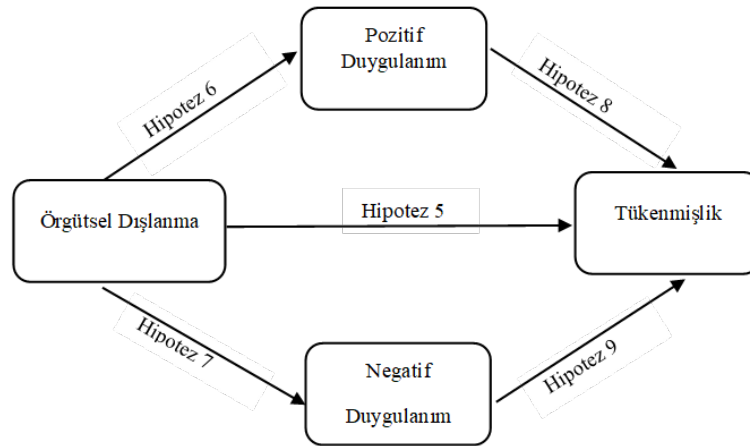 Pozitif
Duygulanım
Hipotez 6
Hipotez 8
Örgütsel Dışlanma
Hipotez 5
Tükenmişlik
Hipotez 7
Negatif
Duygulanım
Hipotez 9